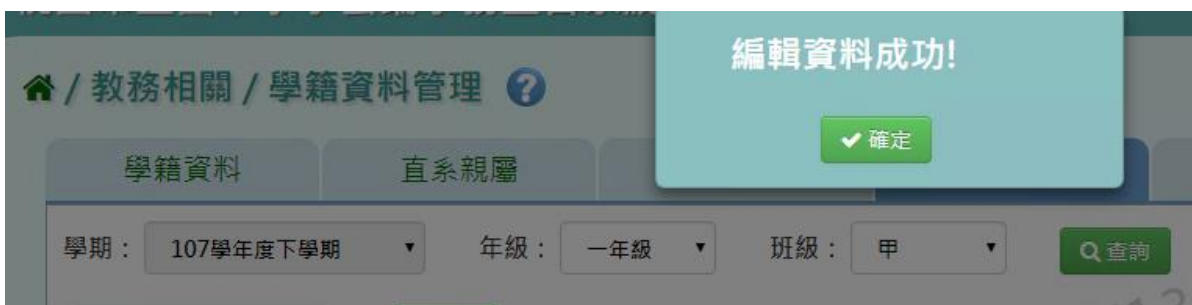 編輯資料成功!
/ 教務相關 / 學籍資料管理 ?
確定
學籍資料 直系親屬
學期： 107學年度下學期 年級： 一年級 班級： 甲 查詢